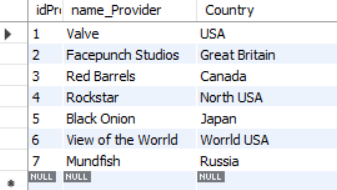 idPr name_Provider Country
1 Valve USA
2 Facepunch Studios Great Britain
3 Red Barrels Canada
4 Rockstar North USA
5 Black Onion Japan
6 View of the Worrld Worrld USA
7 Mundfish Russia
NULL NULL NULL